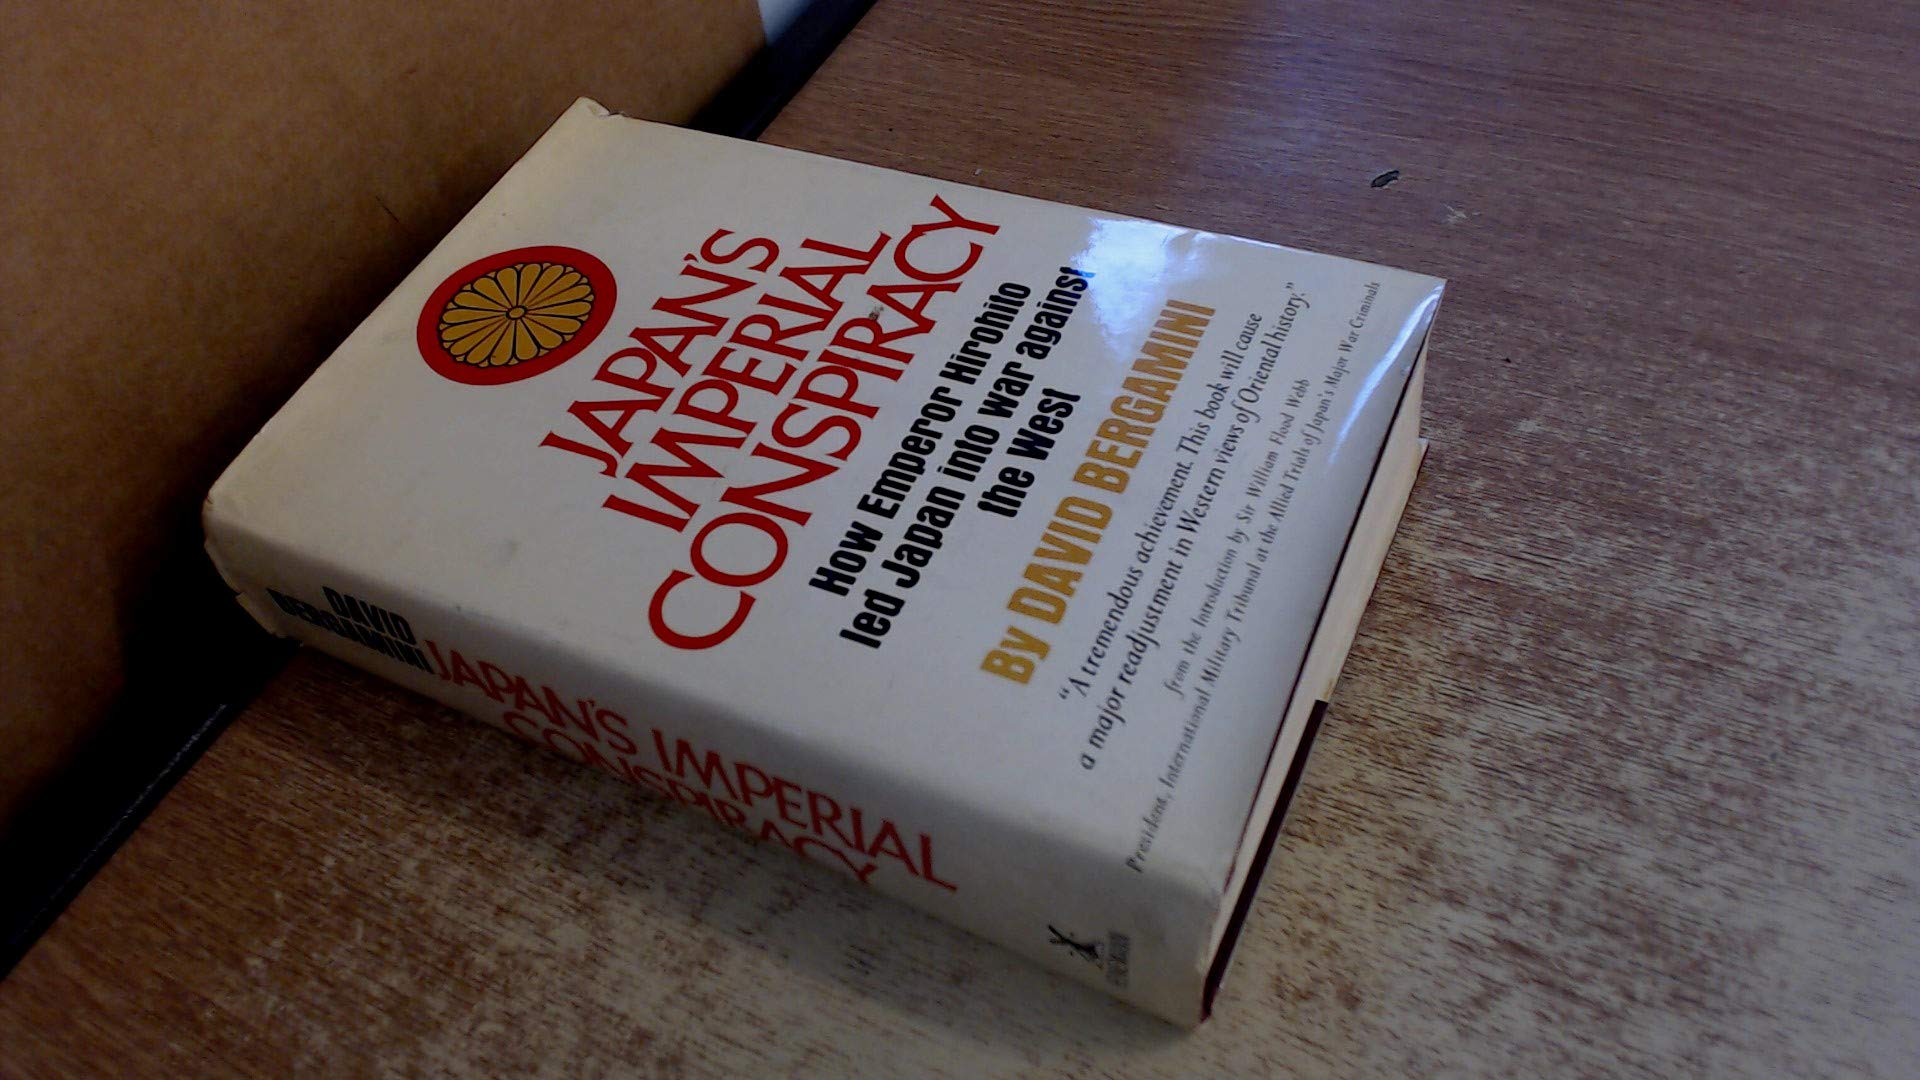 JAPAN'S
IMPERIAL
CONSPIRACY
How Emperor Hirohito
led Japan into war against
the West
By DAVID BERGAMINI
“A tremendous achievement. This book will cause
a major readjustment in Western views of Oriental history.”
from the Introduction by Sir William Flood Webb
President, International Military Tribunal at the Allied Trials of Japan's Major War Criminals
DAVID
BERGAMINI
JAPAN'S IMPERIAL
CONSPIRACY